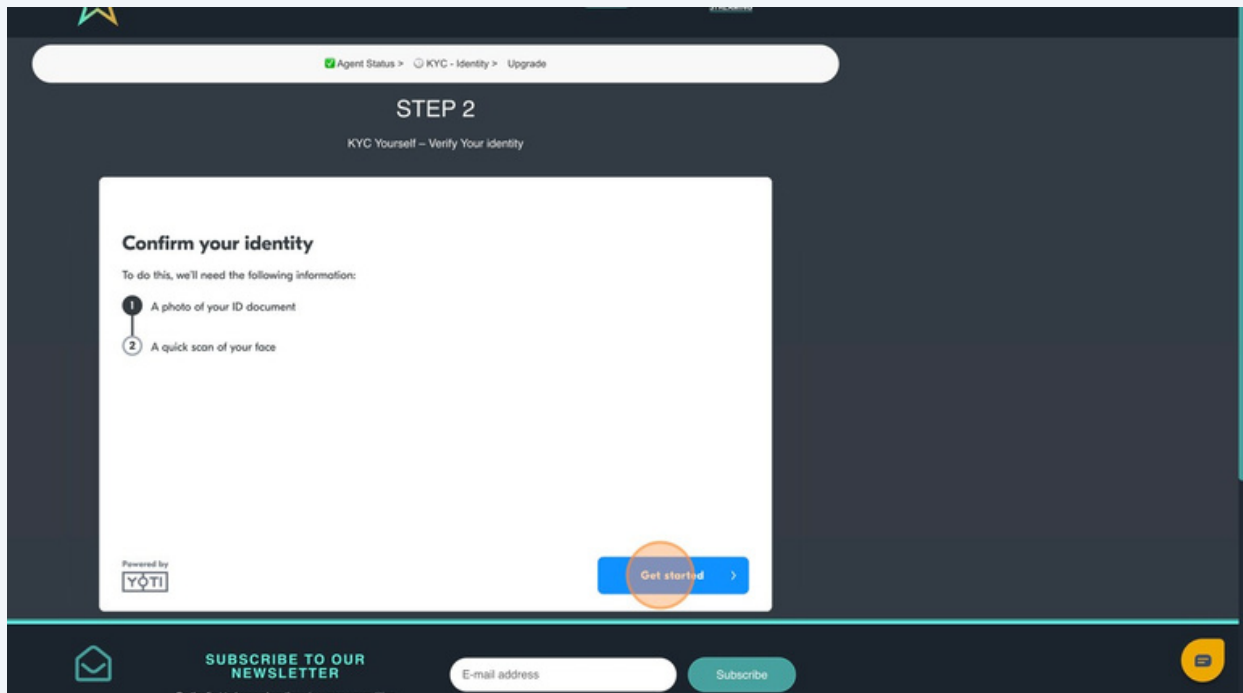 STREAMING
✅ Agent Status > KYC - Identity > Upgrade
STEP 2
KYC Yourself – Verify Your identity
Confirm your identity
To do this, we'll need the following information:
1 A photo of your ID document
2 A quick scan of your face
Powered by
YOTI
Get started >
SUBSCRIBE TO OUR
NEWSLETTER
E-mail address
Subscribe